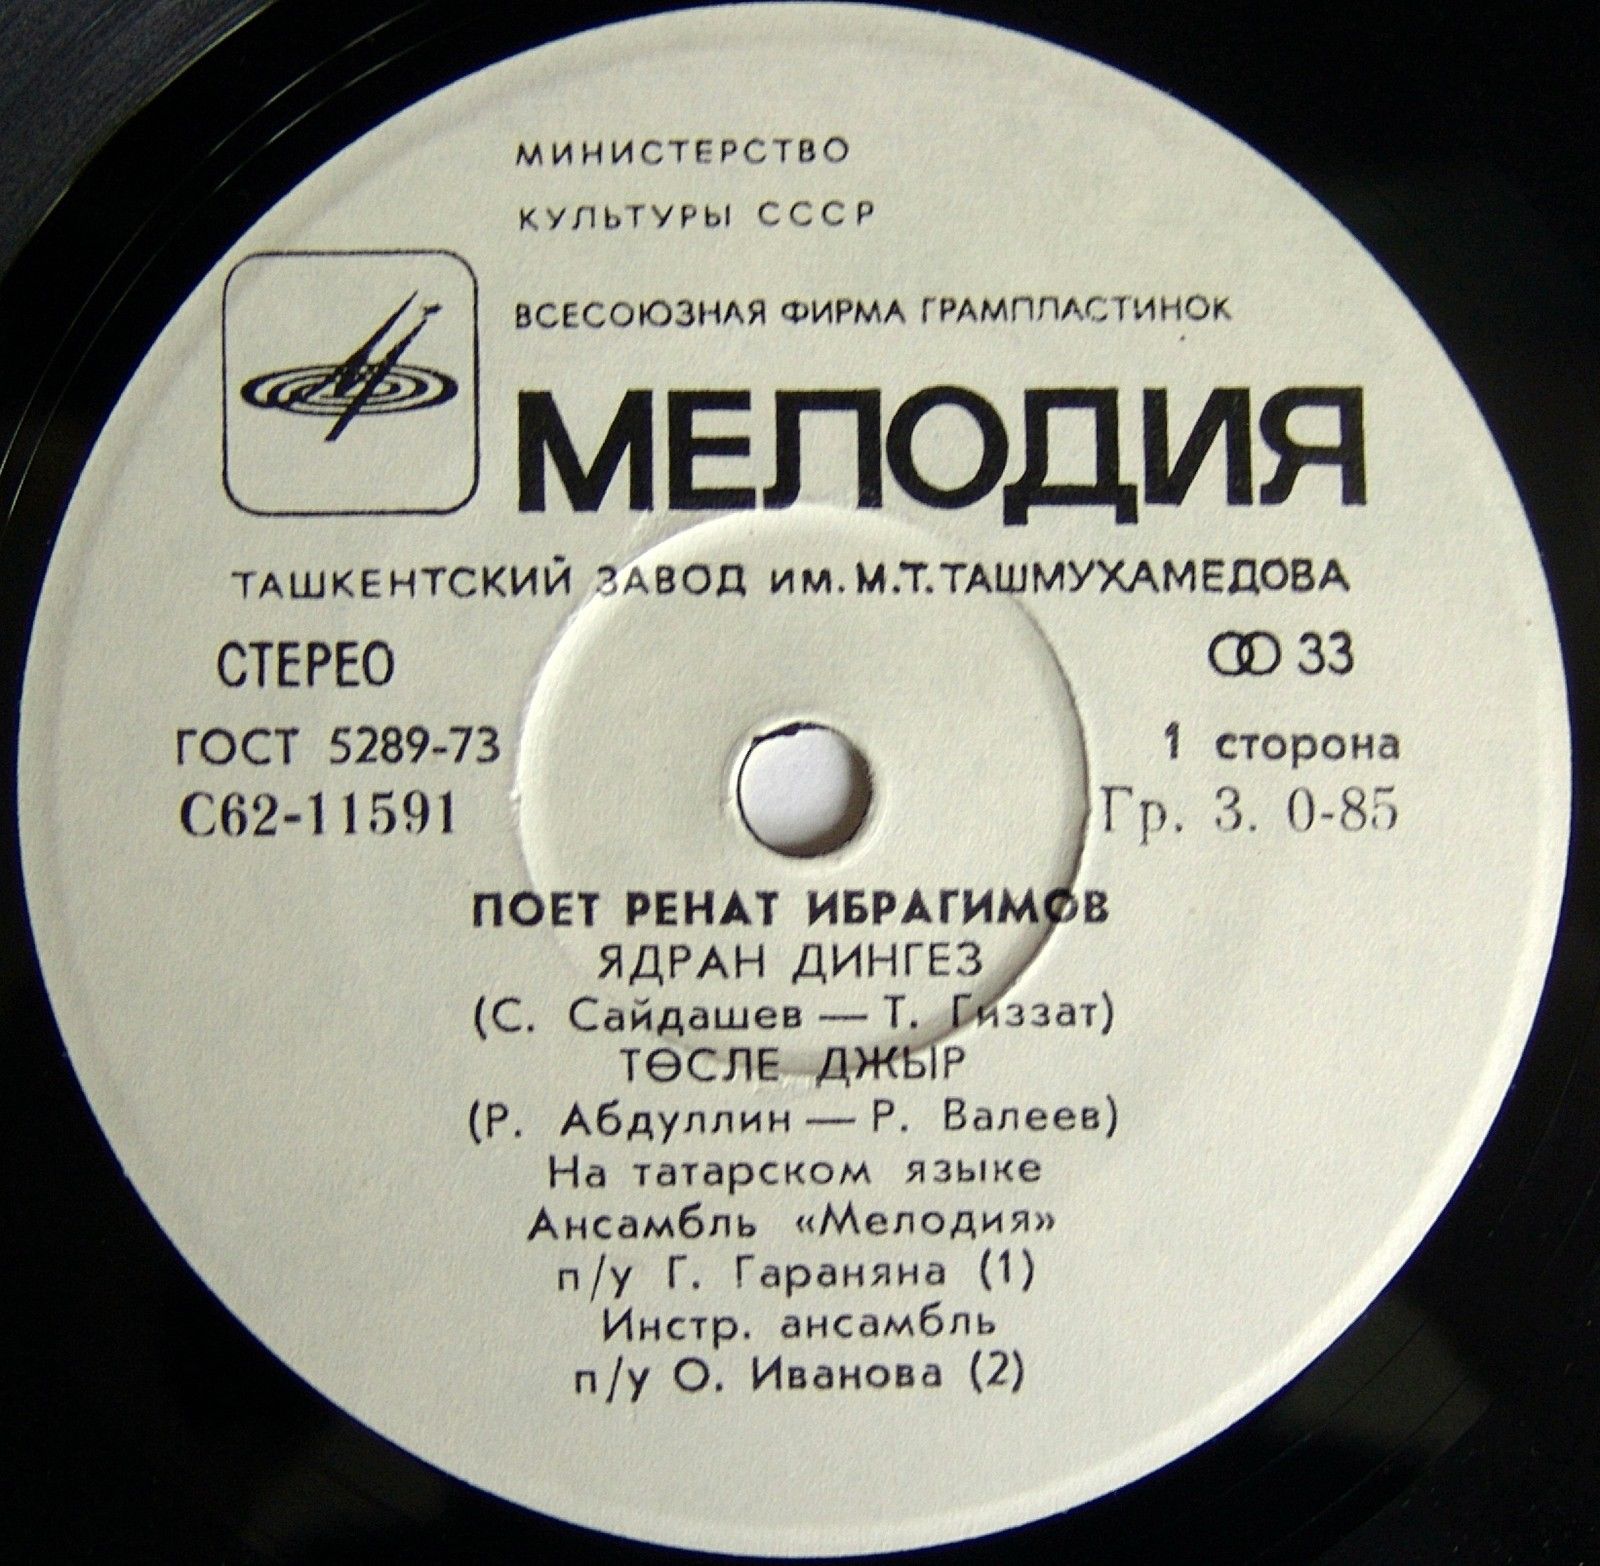 МИНИСТЕРСТВО
КУЛЬТУРЫ СССР
ВСЕСОЮЗНАЯ ФИРМА ГРАМПЛАСТИНОК
МЕЛОДИЯ
ТАШКЕНТСКИЙ ЗАВОД ИМ. М.Т.ТАШМУХАМЕДОВА
СТЕРЕО
33
ГОСТ 5289-73
1 сторона
С62-11591
Гр. 3. 0-85
ПОЕТ РЕНАТ ИБРАГИМОВ
ЯДРАН ДИНГЕЗ
(С. Сайдашев — Т. Гиззат)
ТӨСЛЕ ДЖЫР
(Р. Абдуллин — Р. Валеев)
На татарском языке
Ансамбль «Мелодия»
п/у Г. Гараняна (1)
Инстр. ансамбль
п/у О. Иванова (2)